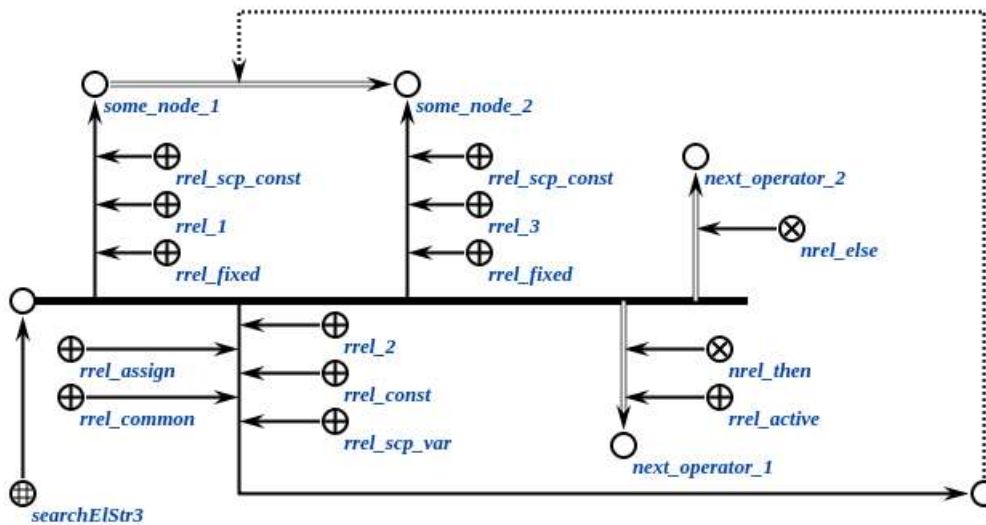 some_node_1
some_node_2
rrel_scp_const
rrel_scp_const
next_operator_2
rrel_1
rrel_3
nrel_else
rrel_fixed
rrel_fixed
rrel_2
rrel_assign
nrel_then
rrel_const
rrel_common
rrel_active
rrel_scp_var
next_operator_1
searchElStr3